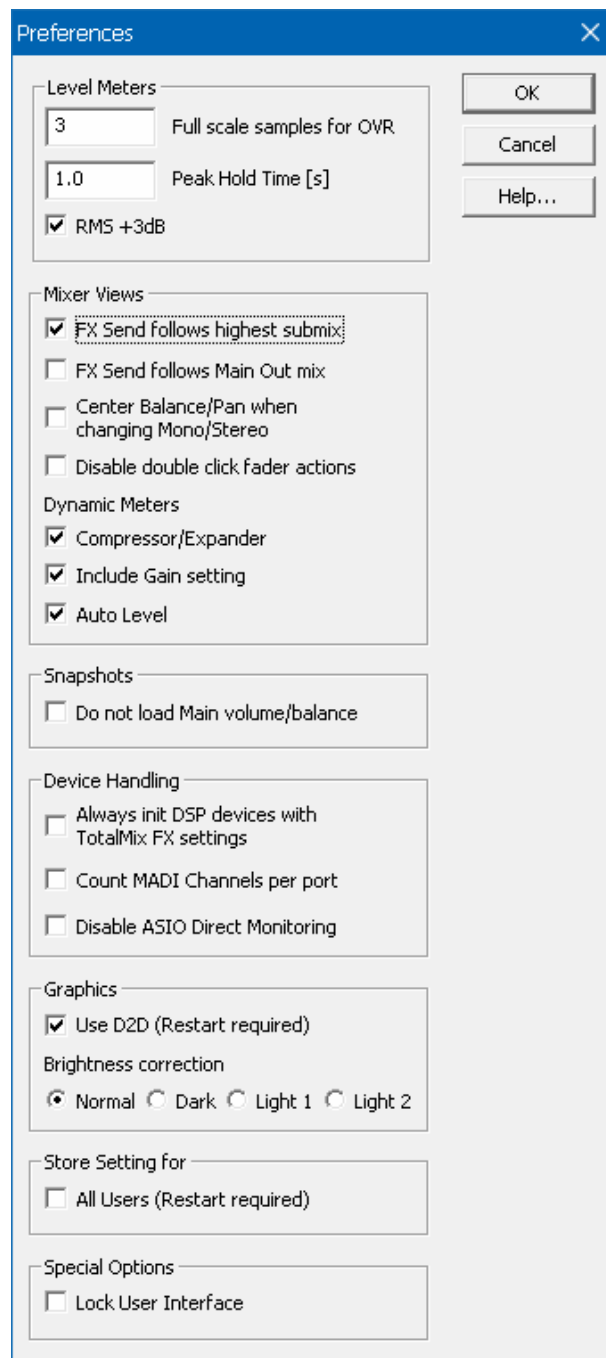 Preferences
Level Meters
3 Full scale samples for OVR
1.0 Peak Hold Time [s]
RMS +3dB
OK
Cancel
Help...
Mixer Views
FX Send follows highest submix
FX Send follows Main Out mix
Center Balance/Pan when
changing Mono/Stereo
Disable double click fader actions
Dynamic Meters
Compressor/Expander
Include Gain setting
Auto Level
Snapshots
Do not load Main volume/balance
Device Handling
Always init DSP devices with
TotalMix FX settings
Count MADI Channels per port
Disable ASIO Direct Monitoring
Graphics
Use D2D (Restart required)
Brightness correction
Normal Dark Light 1 Light 2
Store Setting for
All Users (Restart required)
Special Options
Lock User Interface